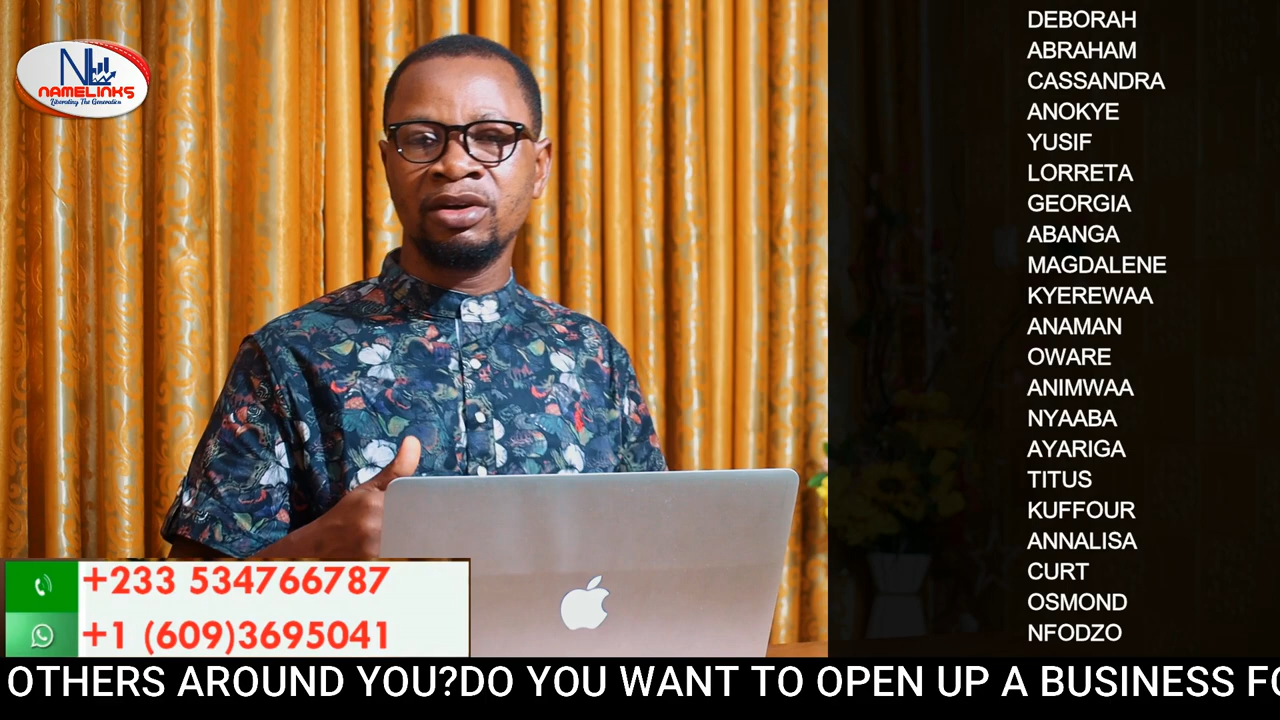 NL
NAMELINKS
Liberating The Generation
DEBORAH
ABRAHAM
CASSANDRA
ANOKYE
YUSIF
LORRETA
GEORGIA
ABANGA
MAGDALENE
KYEREWAA
ANAMAN
OWARE
ANIMWAA
NYAABA
AYARIGA
TITUS
KUFFOUR
ANNALISA
CURT
OSMOND
NFODZO
+233 534766787
+1 (609)3695041
OTHERS AROUND YOU?DO YOU WANT TO OPEN UP A BUSINESS FO